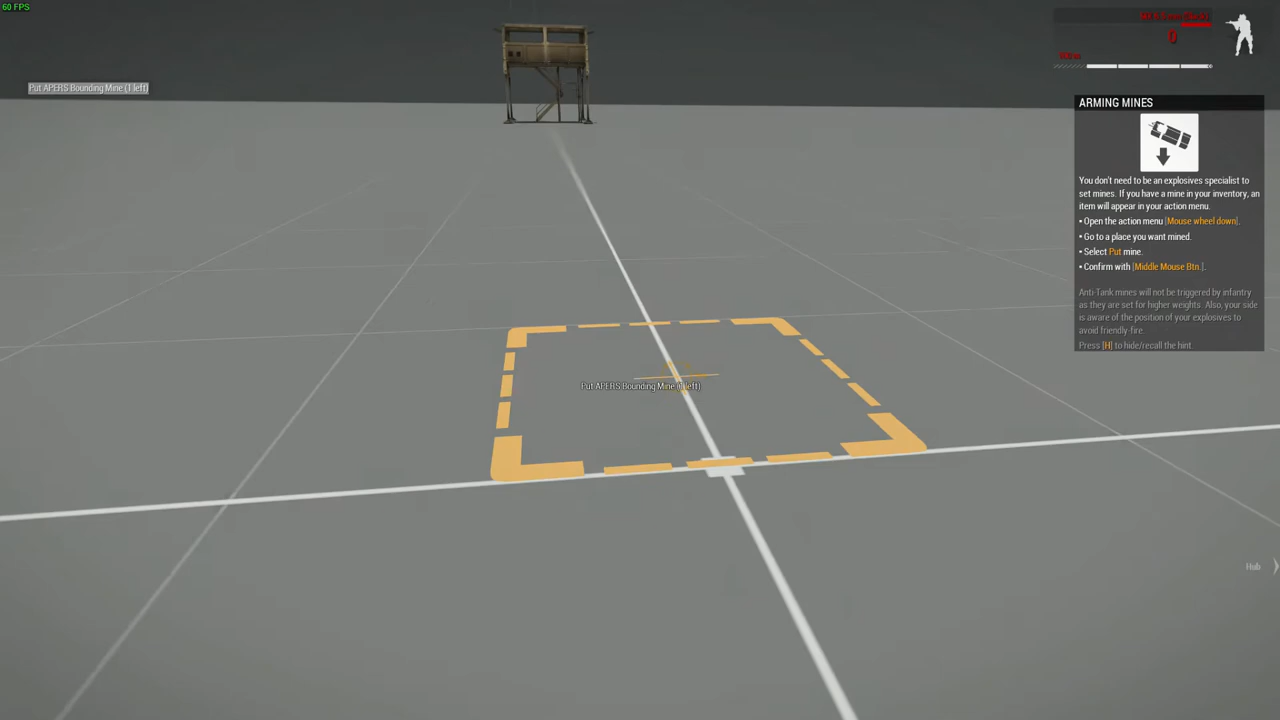 60 FPS
0
Put APERS Bounding Mine (1 left)
ARMING MINES
You don't need to be an explosives specialist to
set mines. If you have a mine in your inventory, an
item will appear in your action menu.
▪ Open the action menu [Mouse wheel down].
▪ Go to a place you want mined.
▪ Select Put mine.
▪ Confirm with [Middle Mouse Btn.].
Anti-Tank mines will not be triggered by infantry
as they are set for higher weights. Also, your side
is aware of the position of your explosives to
avoid friendly-fire.
Press [H] to hide/recall the hint.
Put APERS Bounding Mine (1 left)
Hub